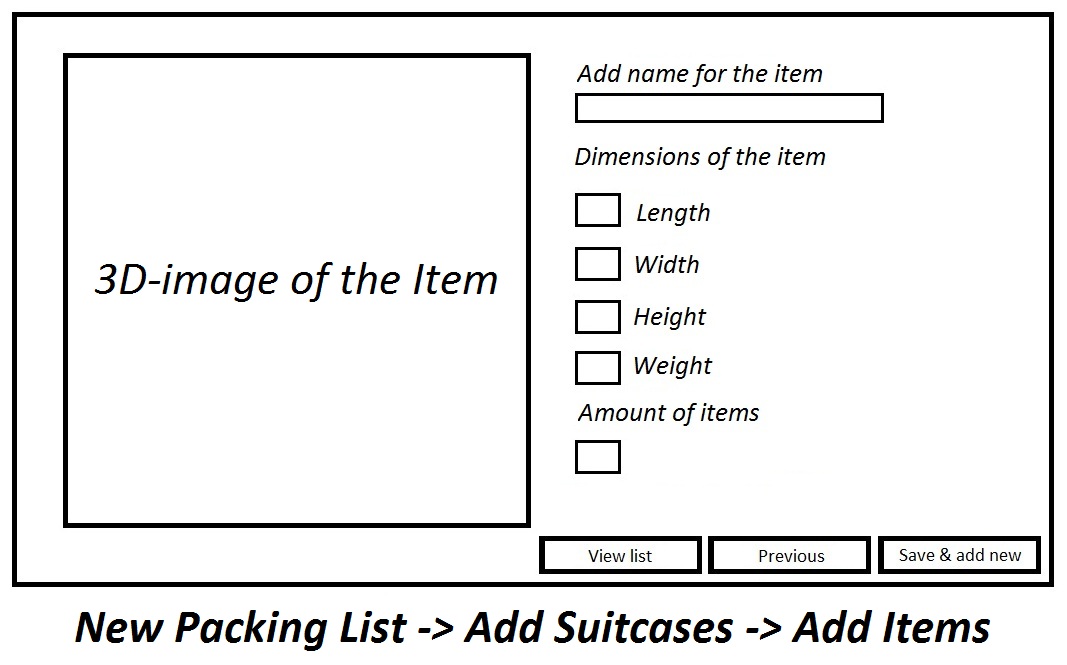 3D-image of the Item
Add name for the item
Dimensions of the item
Length
Width
Height
Weight
Amount of items
View list
Previous
Save & add new
New Packing List -> Add Suitcases -> Add Items